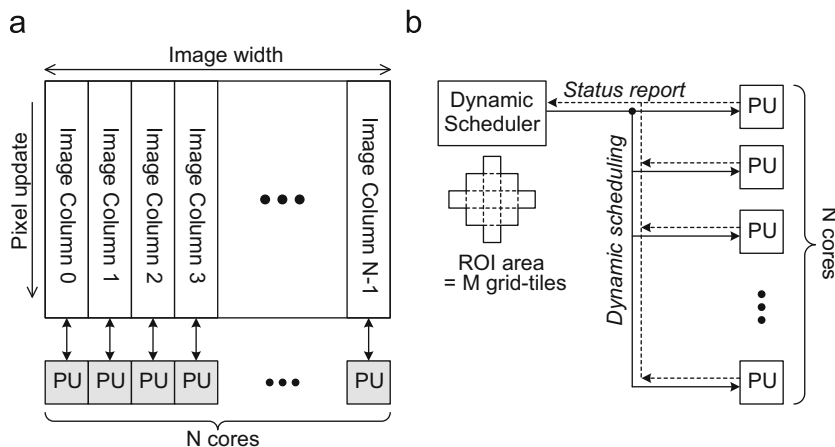 a
Image width
Pixel update
Image Column 0
Image Column 1
Image Column 2
Image Column 3
Image Column N-1
PU
PU
PU
PU
PU
N cores
b
Dynamic
Scheduler
Status report
Dynamic scheduling
ROI area
= M grid-tiles
PU
PU
PU
PU
N cores